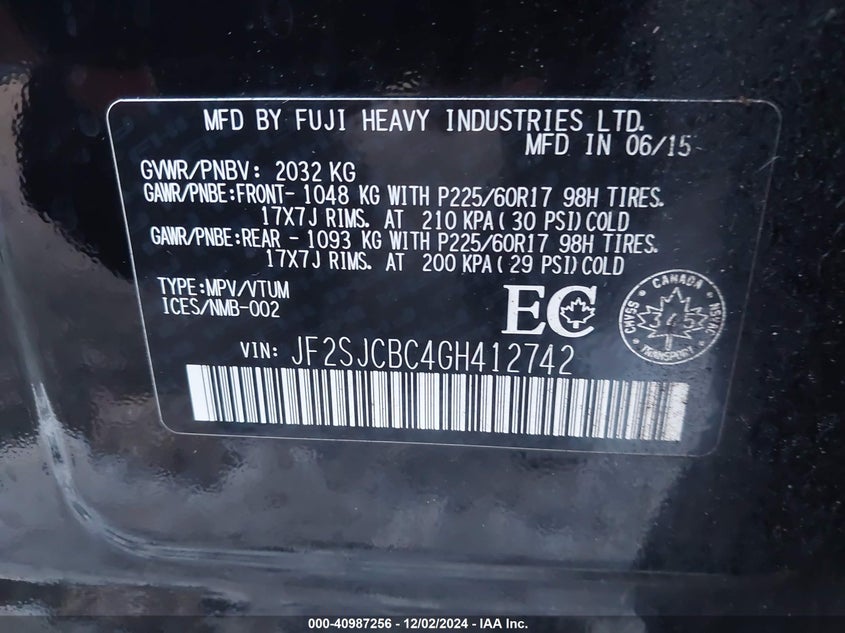 MFD BY FUJI HEAVY INDUSTRIES LTD.
MFD IN 06/15
GVWR/PNBV: 2032 KG
GAWR/PNBE:FRONT- 1048 KG WITH P225/60R17 98H TIRES.
17X7J RIMS. AT 210 KPA(30 PSI)COLD
GAWR/PNBE:REAR - 1093 KG WITH P225/60R17 98H TIRES.
17X7J RIMS. AT 200 KPA(29 PSI)COLD
TYPE:MPV/VTUM
ICES/NMB-002
EC
CANADA
TRANSPORT
VIN: JF2SJCBC4GH412742
000-40987256 - 12/02/2024 - IAA Inc.